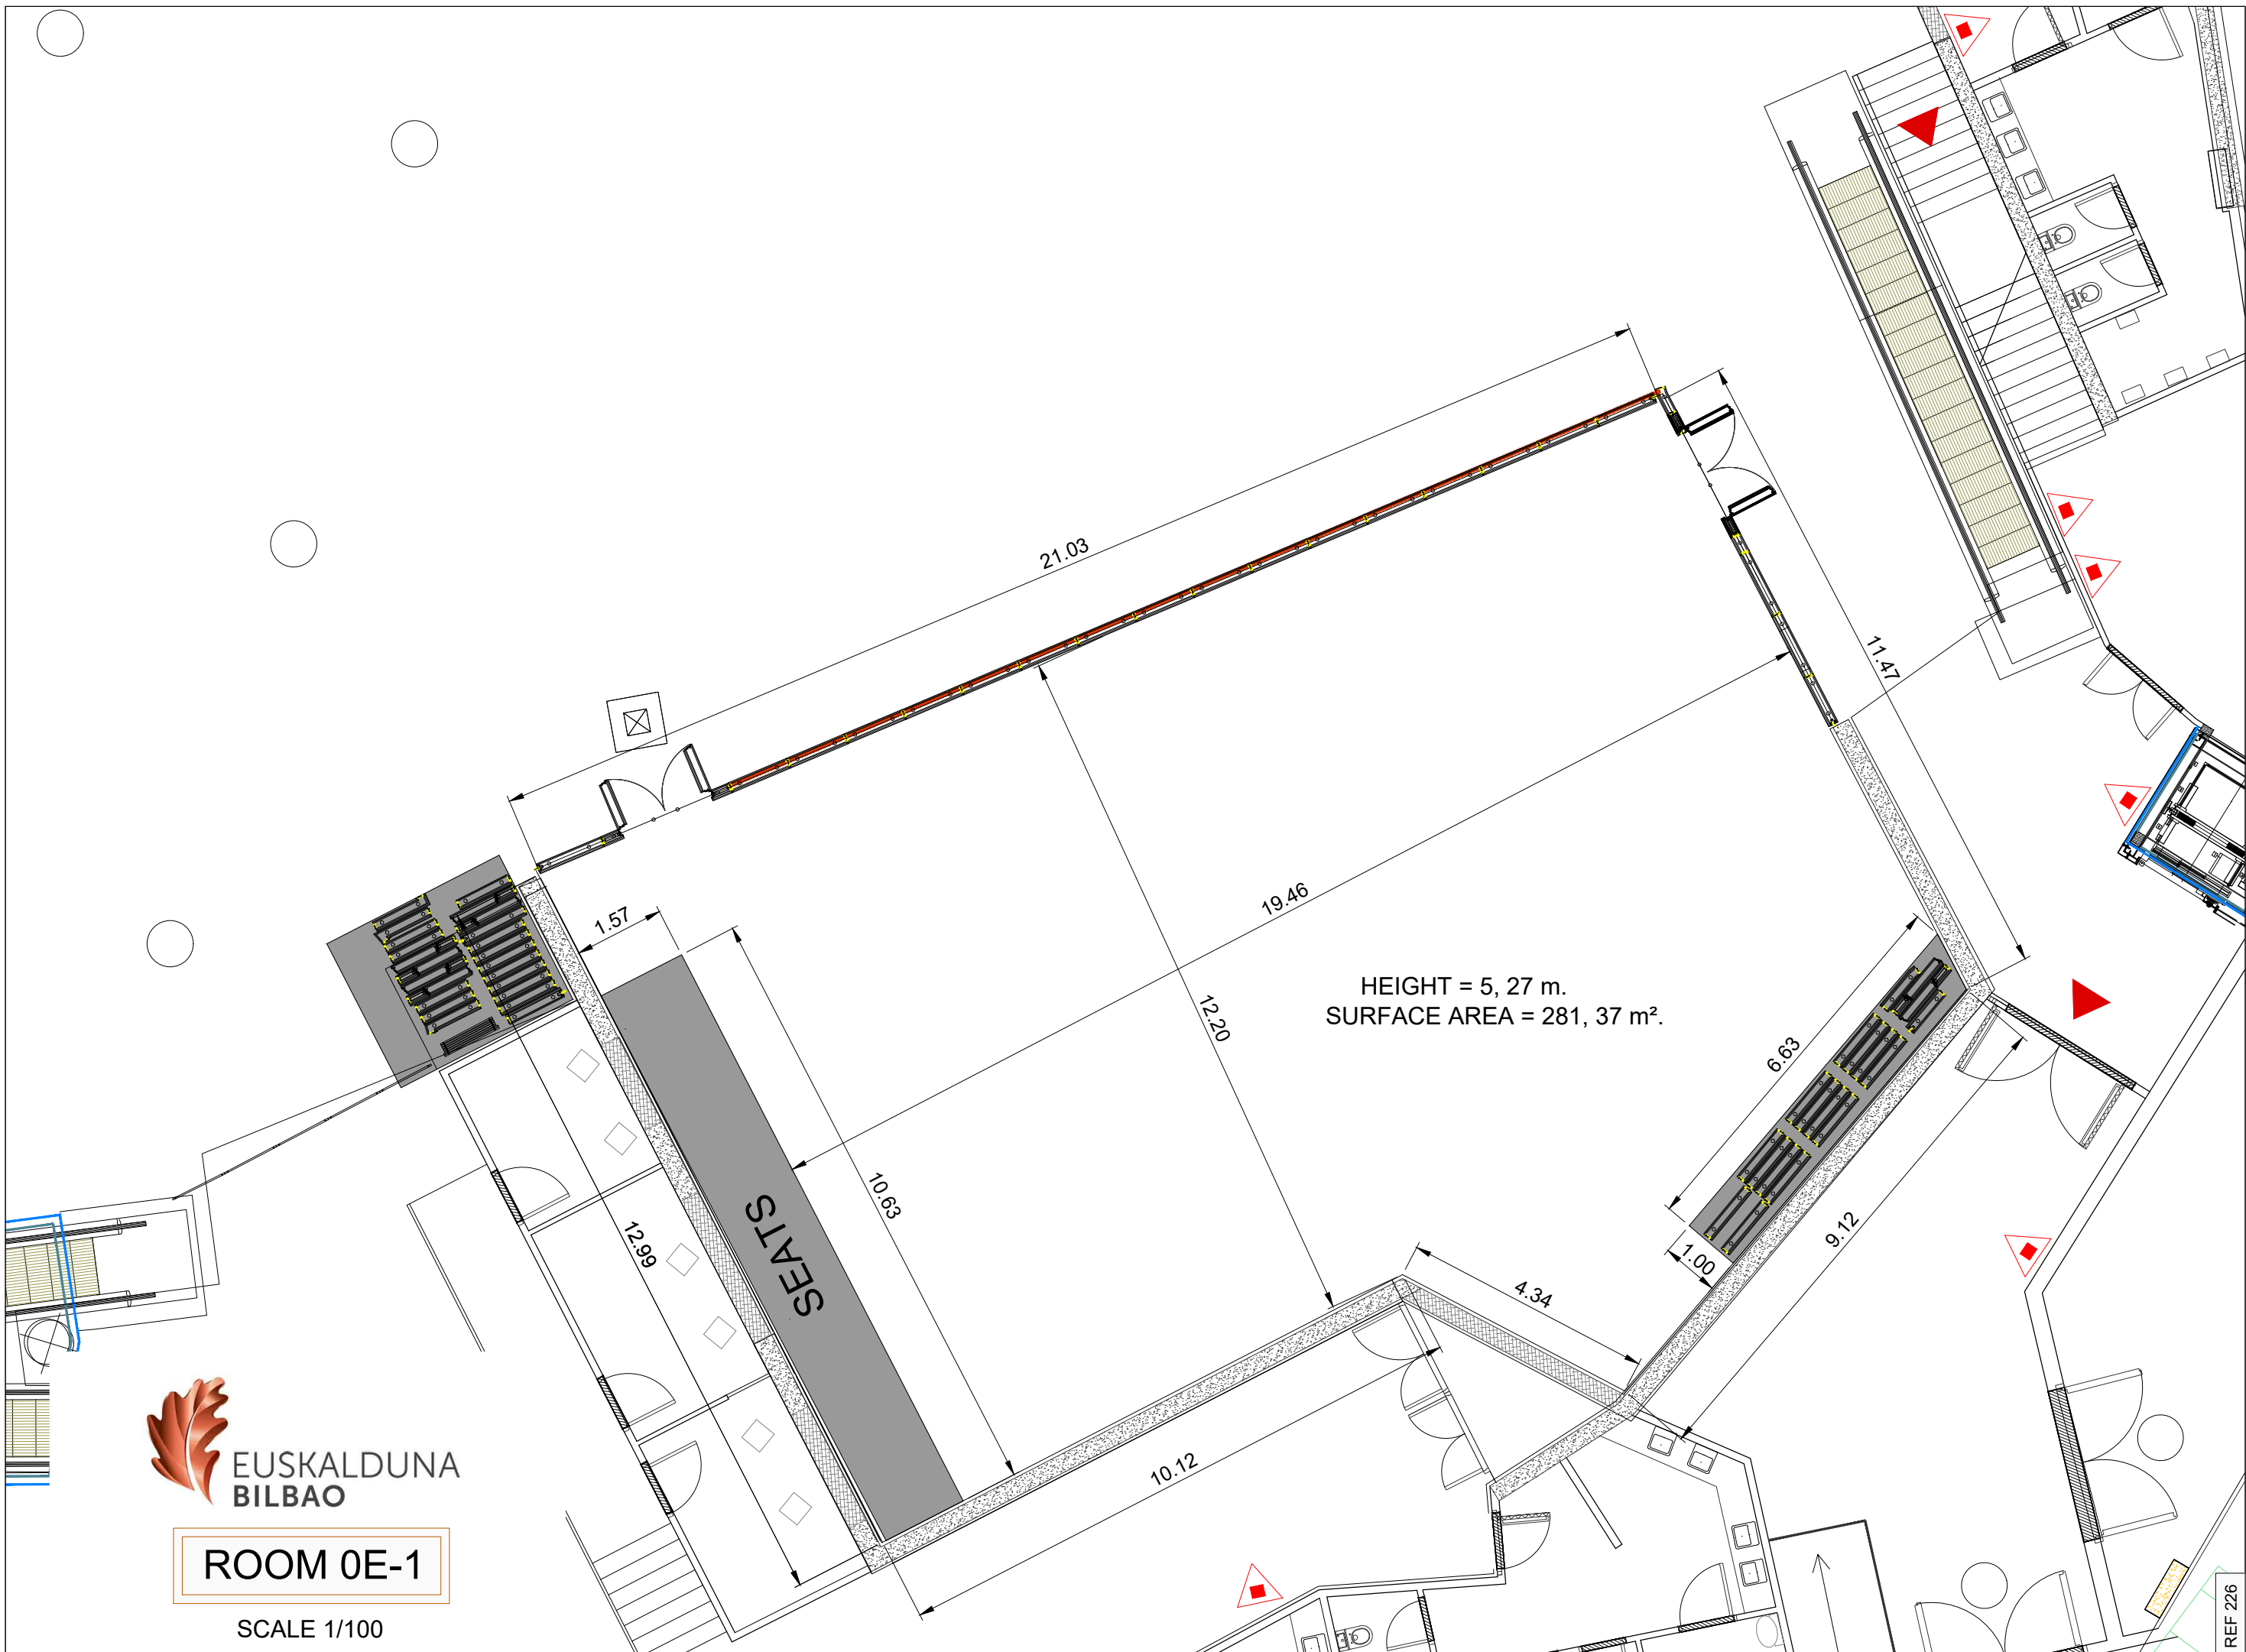 21.03
11.47
1.57
19.46
12.20
HEIGHT = 5, 27 m.
SURFACE AREA = 281, 37 m².
6.63
10.63
SEATS
12.99
9.12
1.00
4.34
10.12
EUSKALDUNA
BILBAO
ROOM 0E-1
SCALE 1/100
REF 226